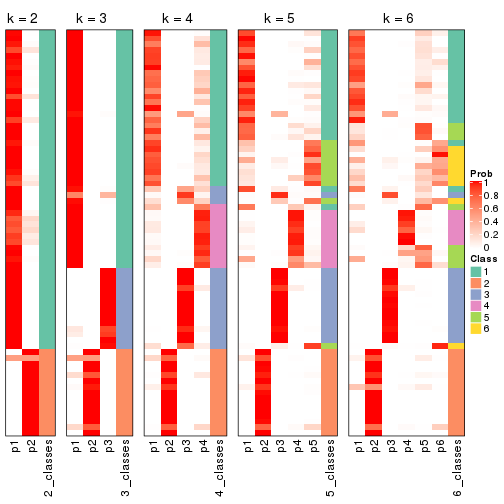 k = 2
k = 3
k = 4
k = 5
k = 6
p1
p2
2_classes
p1
p2
p3
3_classes
p1
p2
p3
p4
4_classes
p1
p2
p3
p4
p5
5_classes
p1
p2
p3
p4
p5
p6
6_classes
Prob
1
0.8
0.6
0.4
0.2
0
Class
1
2
3
4
5
6